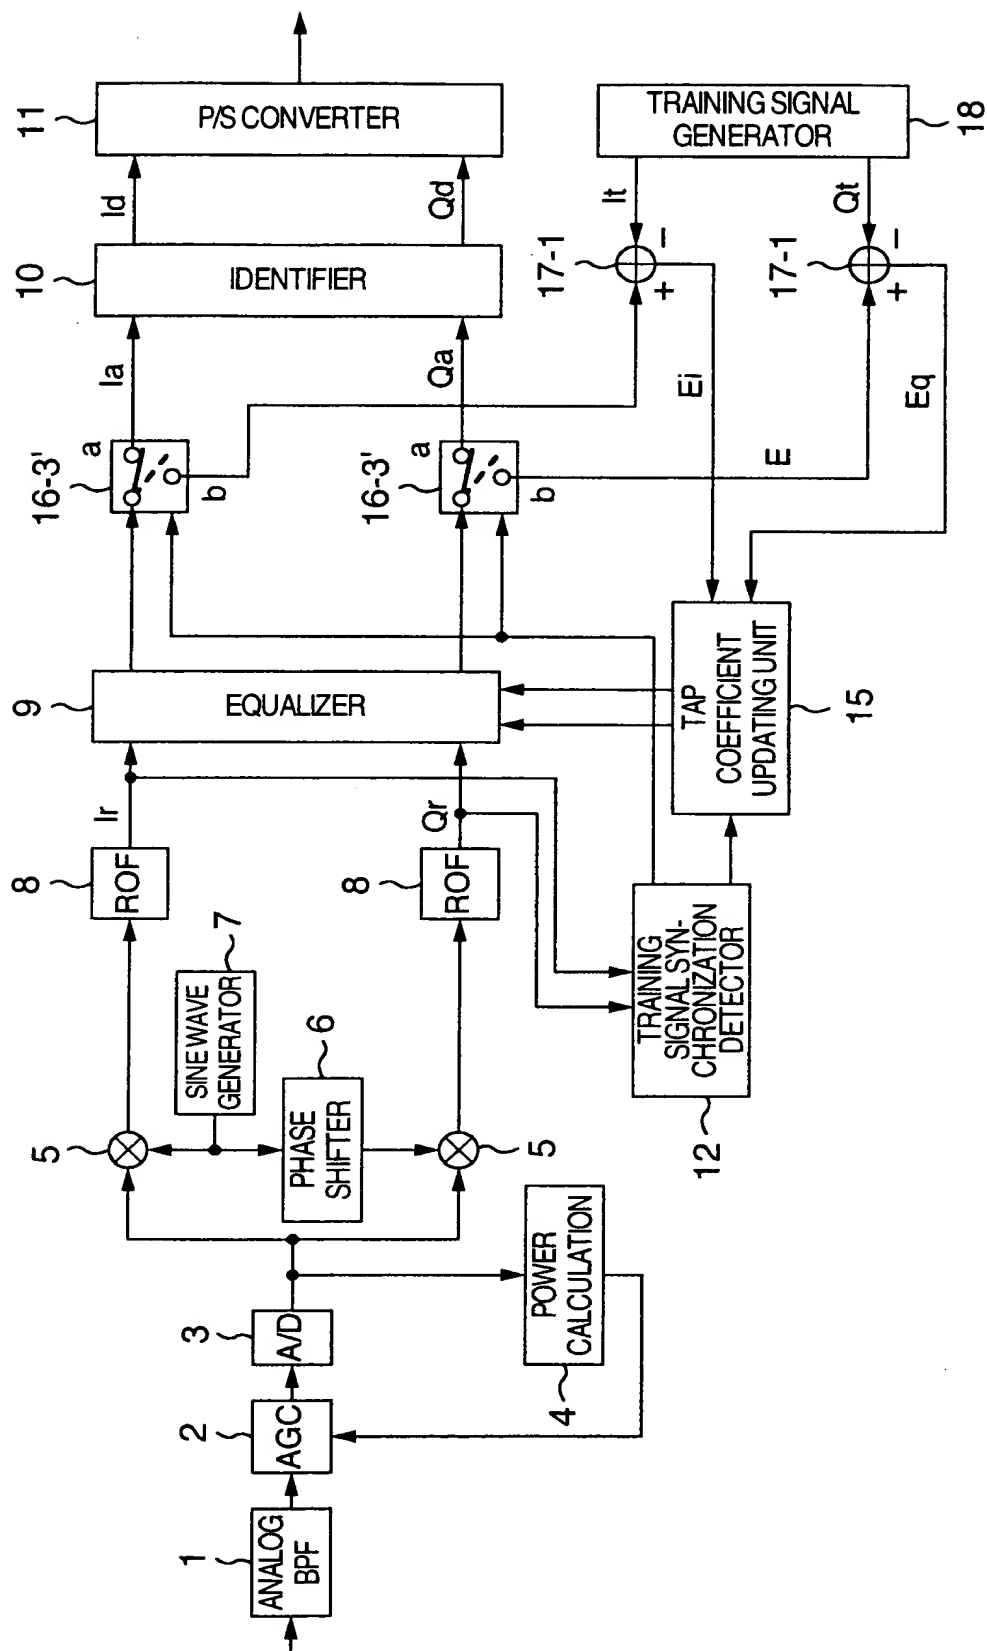 1
ANALOG
BPF
2
AGC
3
A/D
4
POWER
CALCULATION
5
5
6
PHASE
SHIFTER
7
SINE WAVE
GENERATOR
8
ROF
Ir
8
ROF
Qr
9
EQUALIZER
12
TRAINING
SIGNAL SYN-
CHRONIZATION
DETECTOR
15
TAP
COEFFICIENT
UPDATING UNIT
16-3'
a
b
Ia
16-3'
a
b
Qa
10
IDENTIFIER
Id
Qd
11
P/S CONVERTER
17-1
+
−
It
Ei
17-1
+
−
Qt
E
Eq
TRAINING SIGNAL
GENERATOR
18